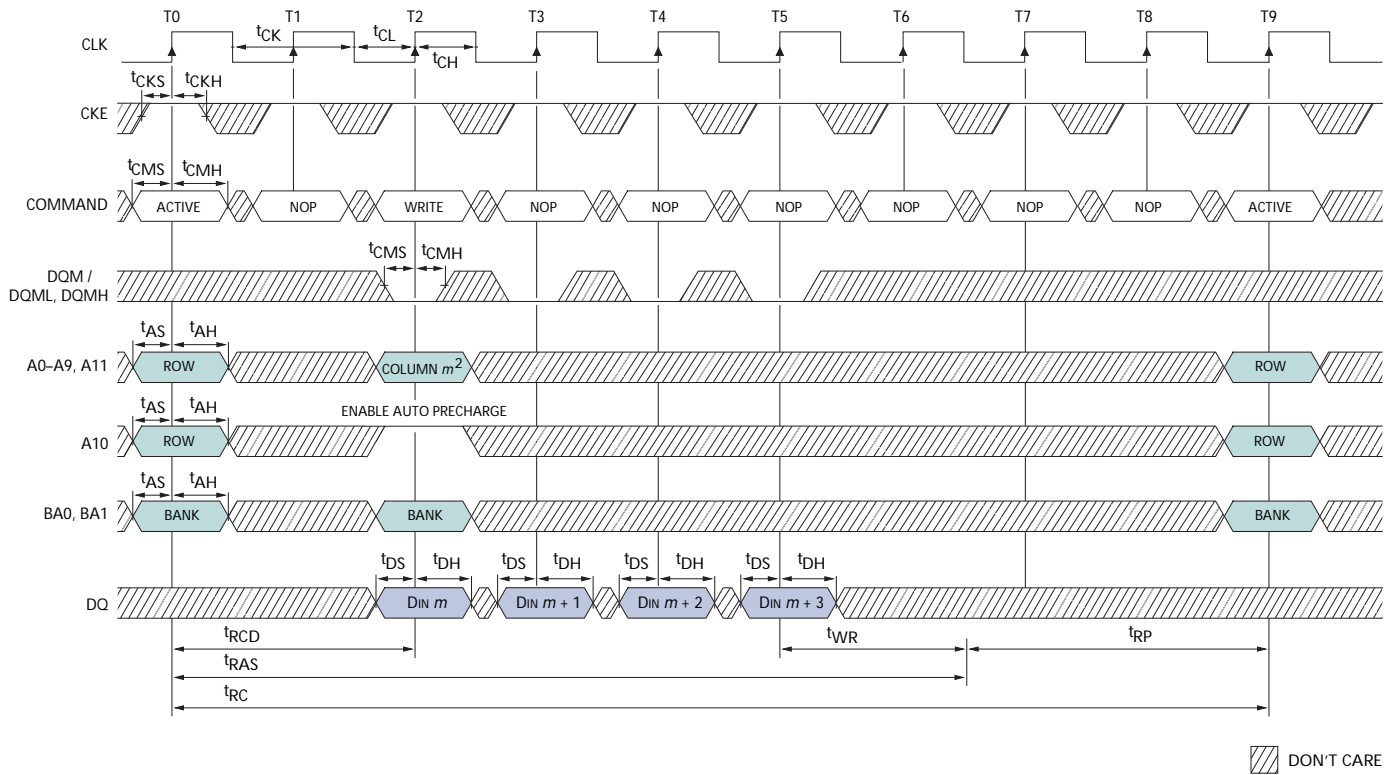 T0 T1 T2 T3 T4 T5 T6 T7 T8 T9
CLK
tCK tCL tCH
tCKS tCKH
CKE
tCMS tCMH
COMMAND ACTIVE NOP WRITE NOP NOP NOP NOP NOP NOP ACTIVE
tCMS tCMH
DQM /
DQML, DQMH
tAS tAH
A0–A9, A11 ROW COLUMN m2 ROW
tAS tAH ENABLE AUTO PRECHARGE
A10 ROW ROW
tAS tAH
BA0, BA1 BANK BANK BANK
tDS tDH tDS tDH tDS tDH tDS tDH
DQ DIN m DIN m + 1 DIN m + 2 DIN m + 3
tRCD tWR tRP
tRAS
tRC
DON'T CARE